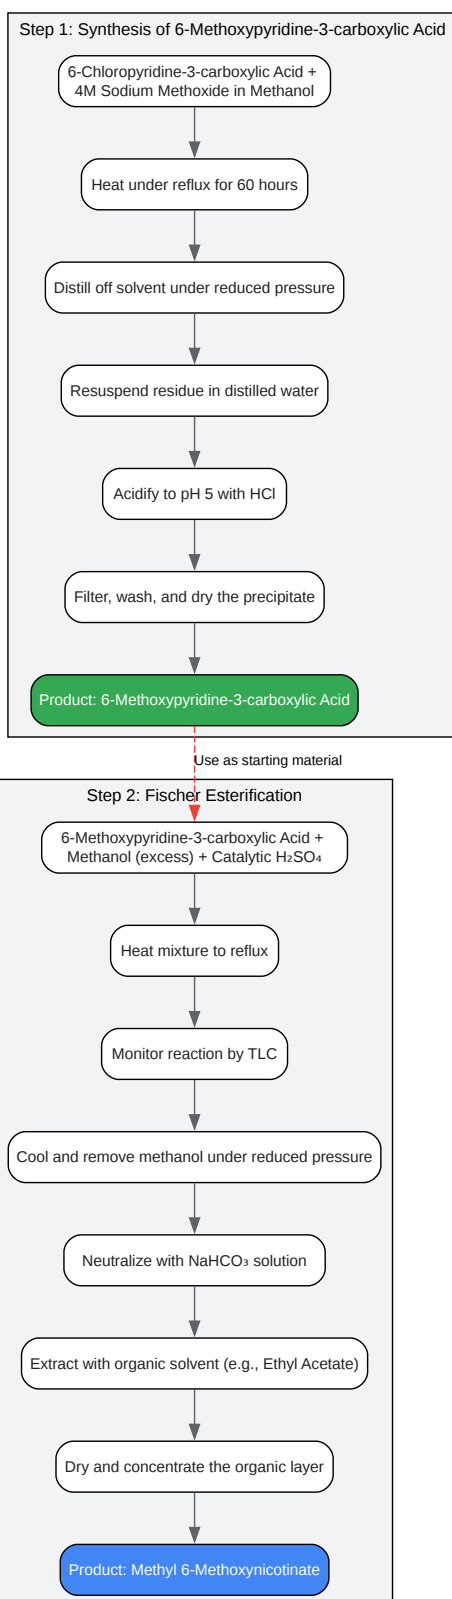 Step 1: Synthesis of 6-Methoxypyridine-3-carboxylic Acid
6-Chloropyridine-3-carboxylic Acid +
4M Sodium Methoxide in Methanol
Heat under reflux for 60 hours
Distill off solvent under reduced pressure
Resuspend residue in distilled water
Acidify to pH 5 with HCl
Filter, wash, and dry the precipitate
Product: 6-Methoxypyridine-3-carboxylic Acid
Use as starting material
Step 2: Fischer Esterification
6-Methoxypyridine-3-carboxylic Acid +
Methanol (excess) + Catalytic H₂SO₄
Heat mixture to reflux
Monitor reaction by TLC
Cool and remove methanol under reduced pressure
Neutralize with NaHCO₃ solution
Extract with organic solvent (e.g., Ethyl Acetate)
Dry and concentrate the organic layer
Product: Methyl 6-Methoxynicotinate